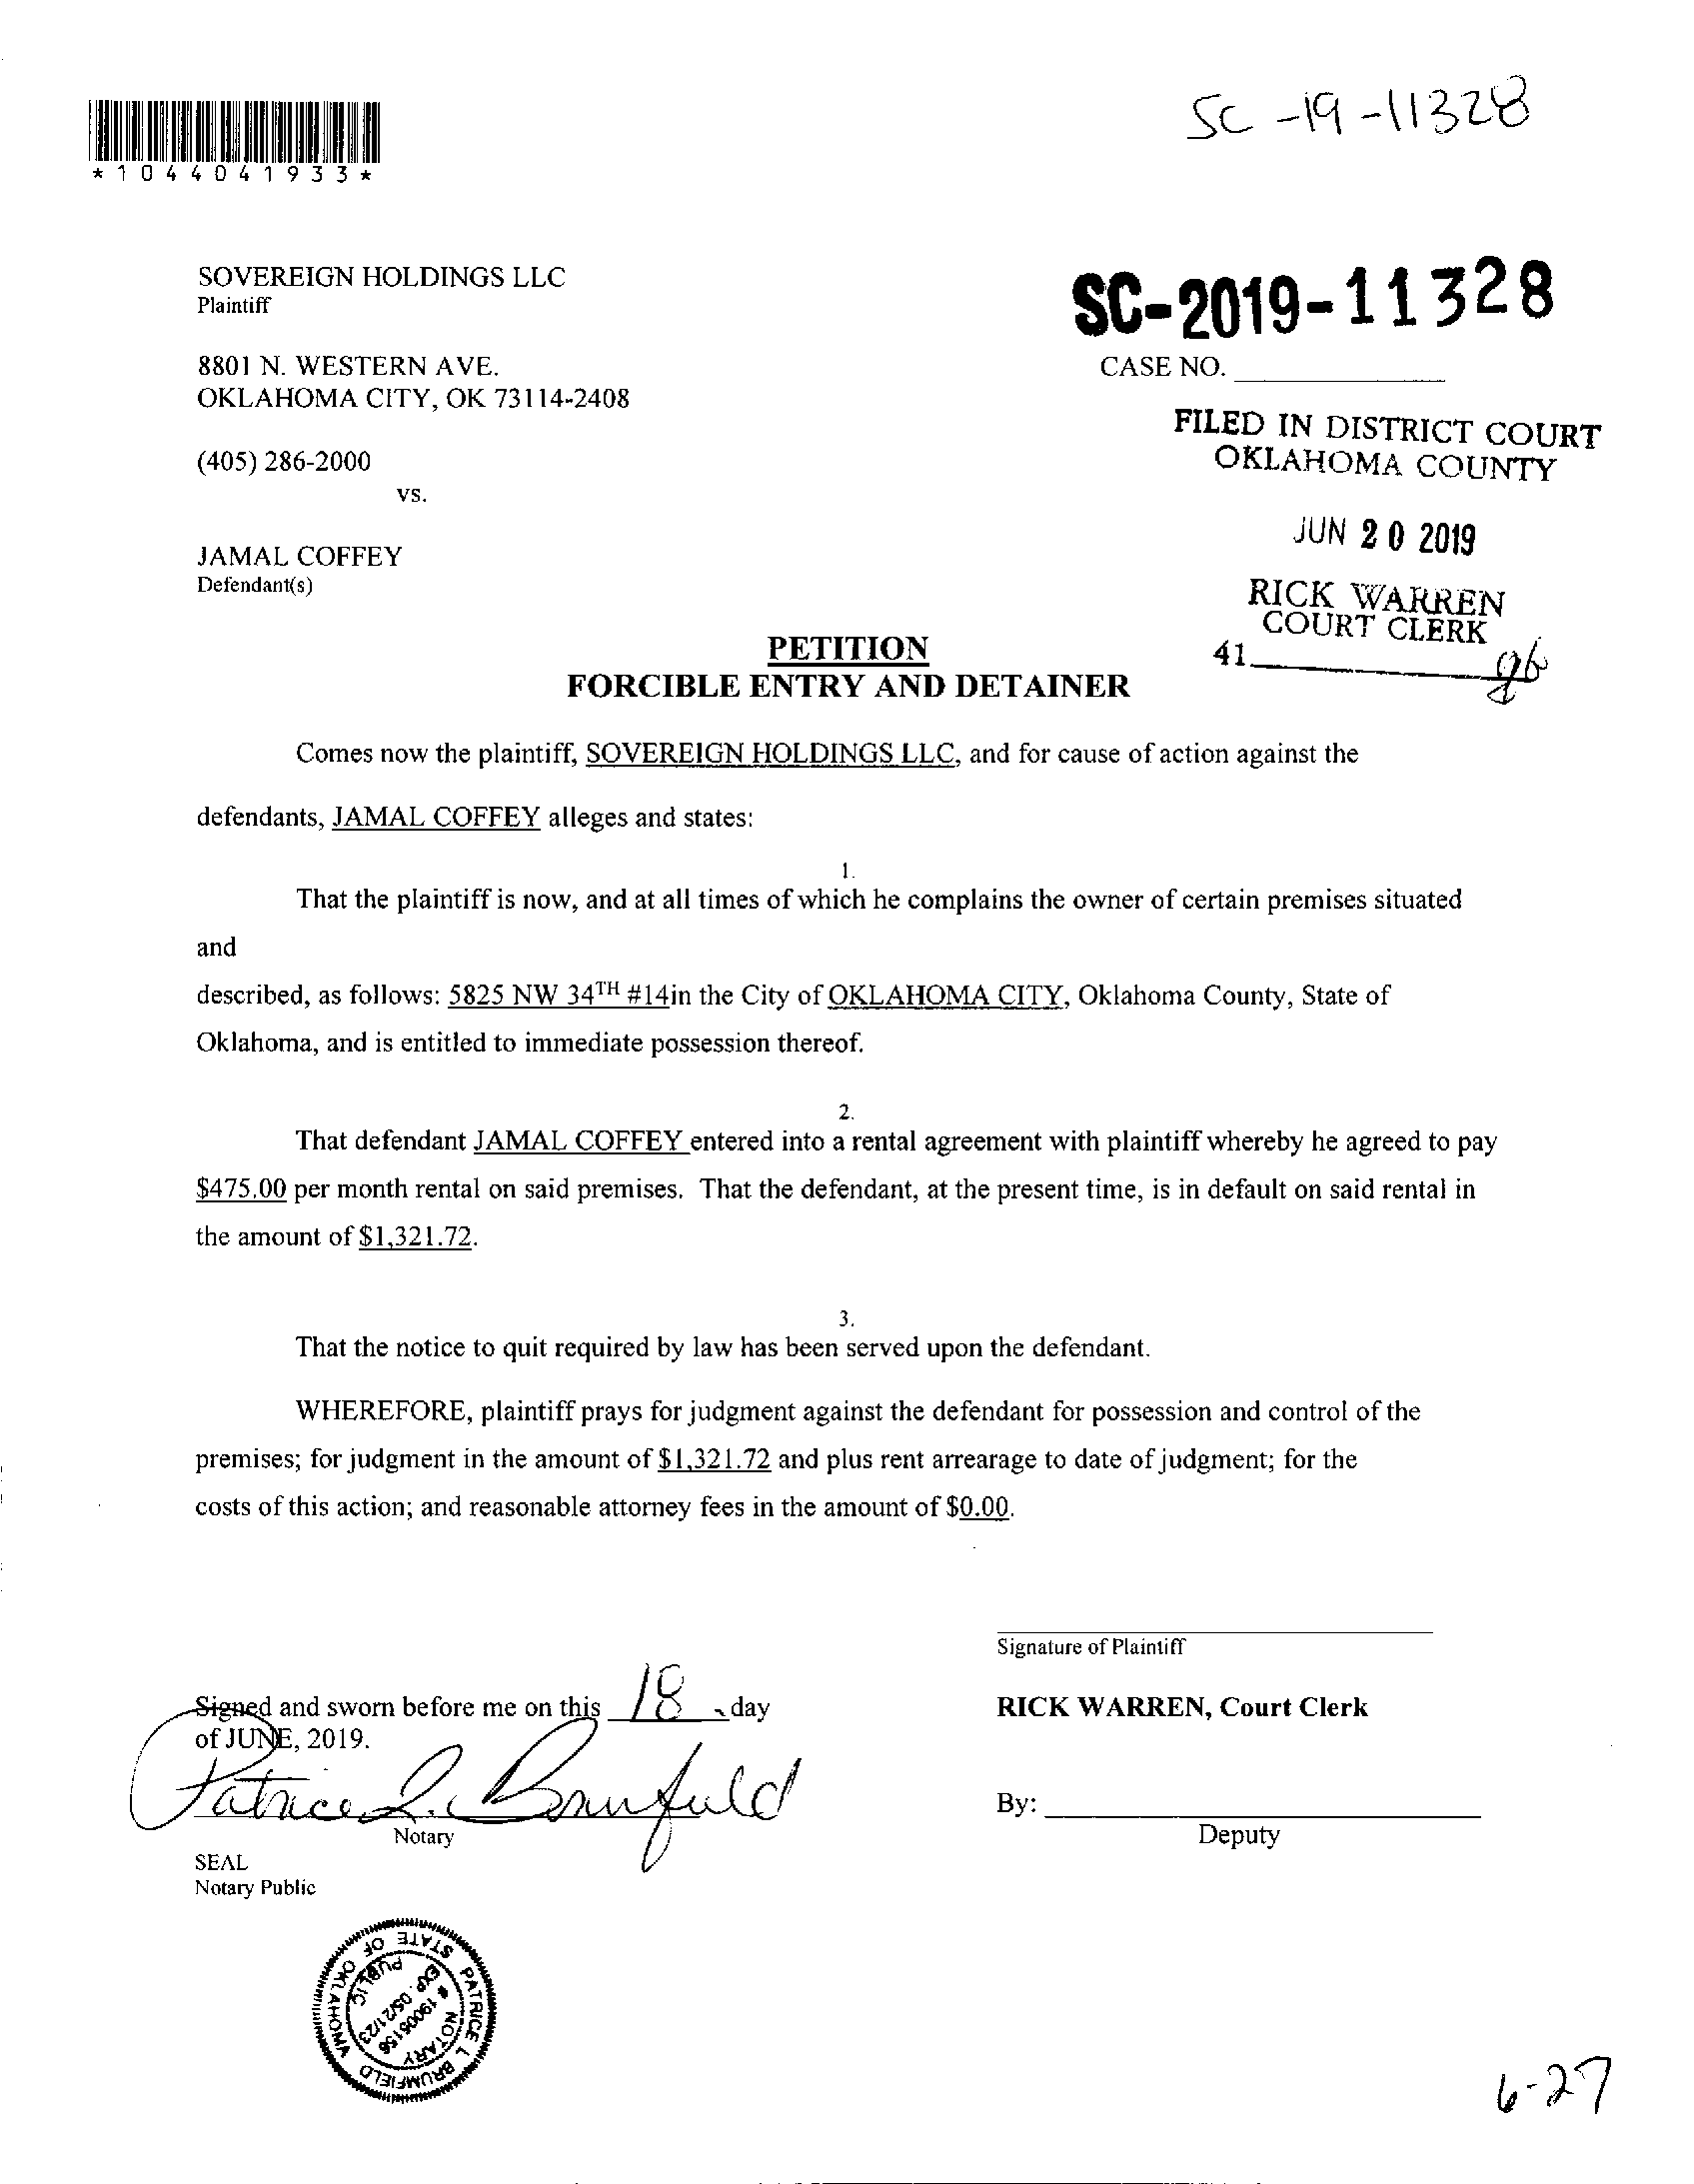 SC-19-11328
*1044041933*
SOVEREIGN HOLDINGS LLC
Plaintiff
SC-2019-11328
8801 N. WESTERN AVE.
CASE NO.
OKLAHOMA CITY, OK 73114-2408
FILED IN DISTRICT COURT
OKLAHOMA COUNTY
(405) 286-2000
vs.
JUN 20 2019
JAMAL COFFEY
Defendant(s)
RICK WARREN
COURT CLERK
41
PETITION
FORCIBLE ENTRY AND DETAINER
Comes now the plaintiff, SOVEREIGN HOLDINGS LLC, and for cause of action against the
defendants, JAMAL COFFEY alleges and states:
1.
That the plaintiff is now, and at all times of which he complains the owner of certain premises situated
and
described, as follows: 5825 NW 34TH #14in the City of OKLAHOMA CITY, Oklahoma County, State of
Oklahoma, and is entitled to immediate possession thereof.
2.
That defendant JAMAL COFFEY entered into a rental agreement with plaintiff whereby he agreed to pay
$475.00 per month rental on said premises. That the defendant, at the present time, is in default on said rental in
the amount of $1,321.72.
3.
That the notice to quit required by law has been served upon the defendant.
WHEREFORE, plaintiff prays for judgment against the defendant for possession and control of the
premises; for judgment in the amount of $1,321.72 and plus rent arrearage to date of judgment; for the
costs of this action; and reasonable attorney fees in the amount of $0.00.
Signature of Plaintiff
Signed and sworn before me on this 18 day
of JUNE, 2019.
RICK WARREN, Court Clerk
Patrice L. Brumfield
By:
Notary
Deputy
SEAL
Notary Public
PATRICE L BRUMFIELD
STATE OF OKLAHOMA
NOTARY
# 19005156
EXP. 05/21/23
PUBLIC
6-27